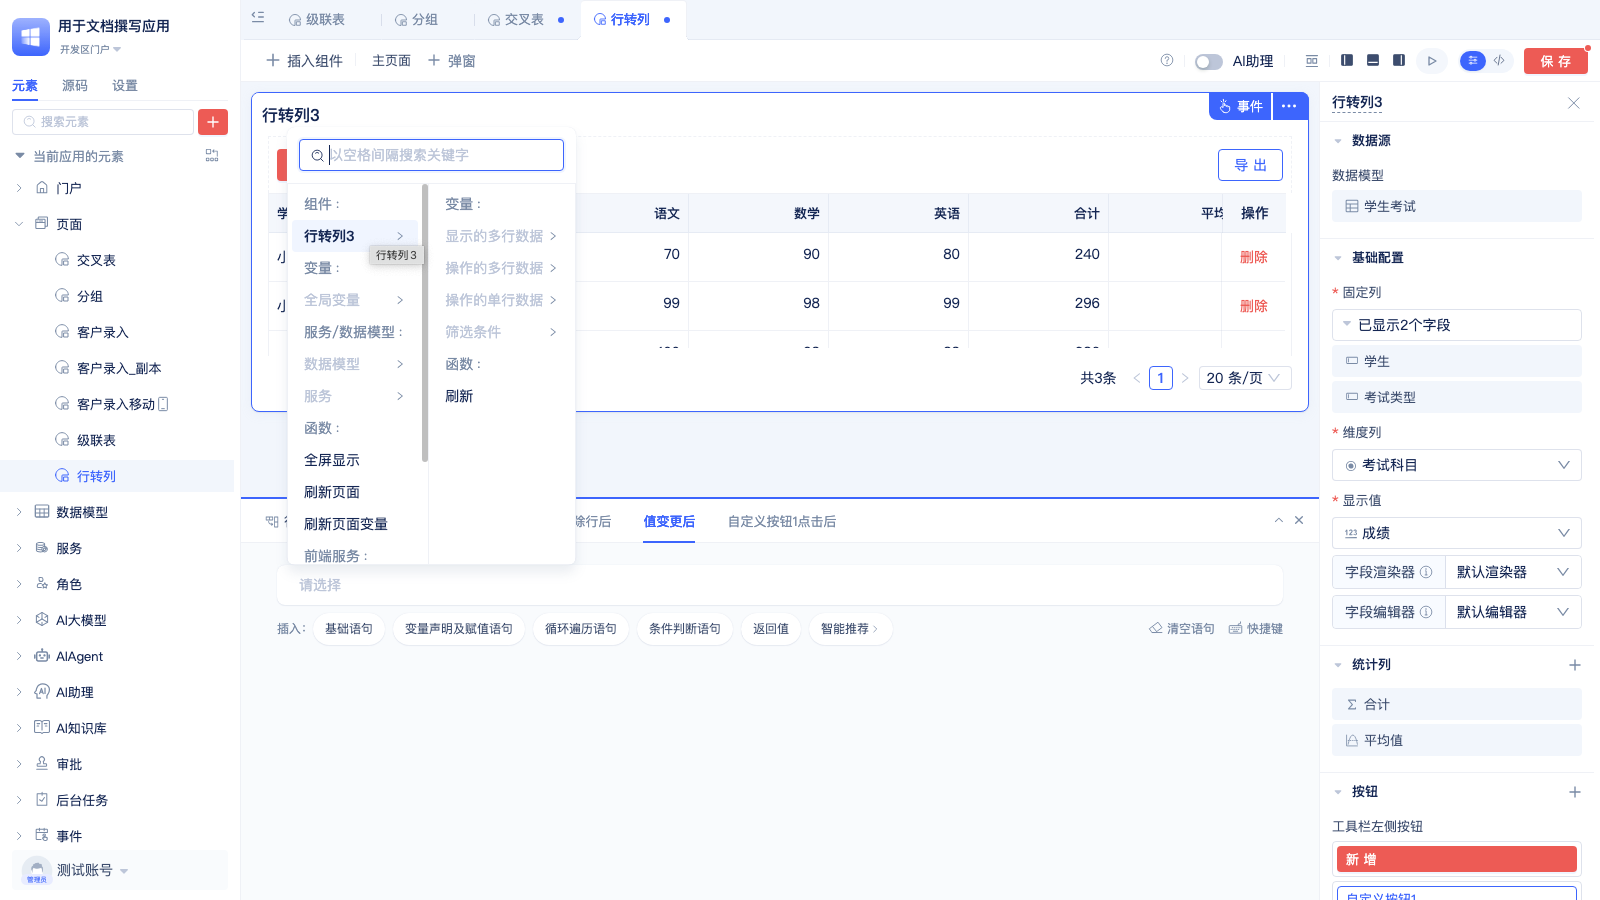 用于文档撰写应用
开发区门户
元素
源码
设置
搜索元素
当前应用的元素
门户
页面
交叉表
分组
客户录入
客户录入_副本
客户录入移动
级联表
行转列
数据模型
服务
角色
AI大模型
AIAgent
AI助理
AI知识库
审批
后台任务
事件
测试账号
管理员
级联表
分组
交叉表
行转列
插入组件
主页面
弹窗
AI助理
保 存
行转列3
事件
导 出
语文
数学
英语
合计
操作
70
90
80
240
删除
99
98
99
296
删除
共3条
1
20 条/页
以空格间隔搜索关键字
组件 :
行转列3
行转列3
变量 :
全局变量
服务/数据模型 :
数据模型
服务
函数 :
全屏显示
刷新页面
刷新页面变量
前端服务 :
变量 :
显示的多行数据
操作的多行数据
操作的单行数据
筛选条件
函数 :
刷新
除行后
值变更后
自定义按钮1点击后
请选择
插入:
基础语句
变量声明及赋值语句
循环遍历语句
条件判断语句
返回值
智能推荐
清空语句
快捷键
行转列3
数据源
数据模型
学生考试
基础配置
* 固定列
已显示2个字段
学生
考试类型
* 维度列
考试科目
* 显示值
123 成绩
字段渲染器
默认渲染器
字段编辑器
默认编辑器
统计列
合计
平均值
按钮
工具栏左侧按钮
新 增
自定义按钮1